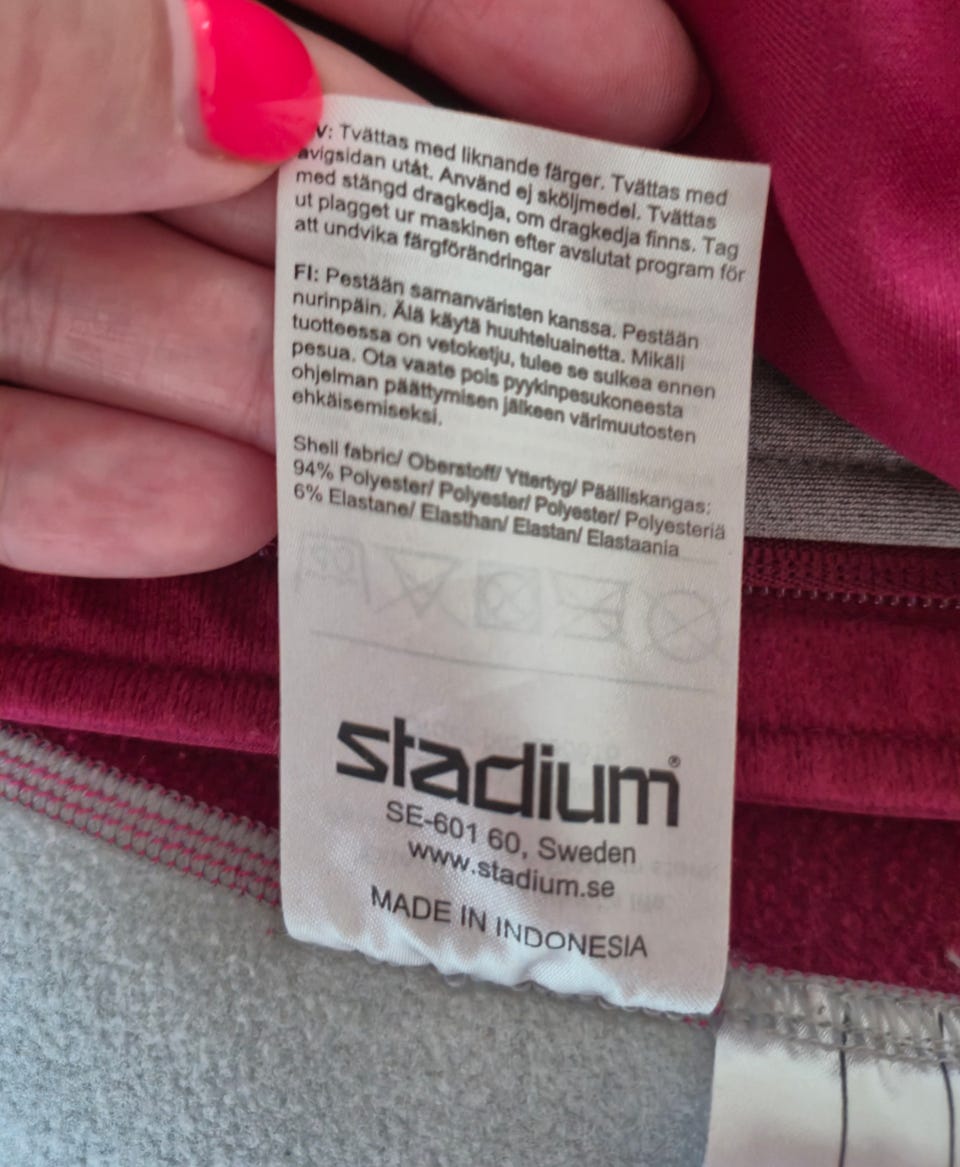 V: Tvättas med liknande färger. Tvättas med
avigsidan utåt. Använd ej sköljmedel. Tvättas
med stängd dragkedja, om dragkedja finns. Tag
ut plagget ur maskinen efter avslutat program för
att undvika färgförändringar
FI: Pestään samanväristen kanssa. Pestään
nurinpäin. Älä käytä huuhteluainetta. Mikäli
tuotteessa on vetoketju, tulee se sulkea ennen
pesua. Ota vaate pois pyykinpesukoneesta
ohjelman päättymisen jälkeen värimuutosten
ehkäisemiseksi.
Shell fabric/ Oberstoff/ Yttertyg/ Päälliskangas:
94% Polyester/ Polyester/ Polyester/ Polyesteriä
6% Elastane/ Elasthan/ Elastan/ Elastaania
stadium®
SE-601 60, Sweden
www.stadium.se
MADE IN INDONESIA